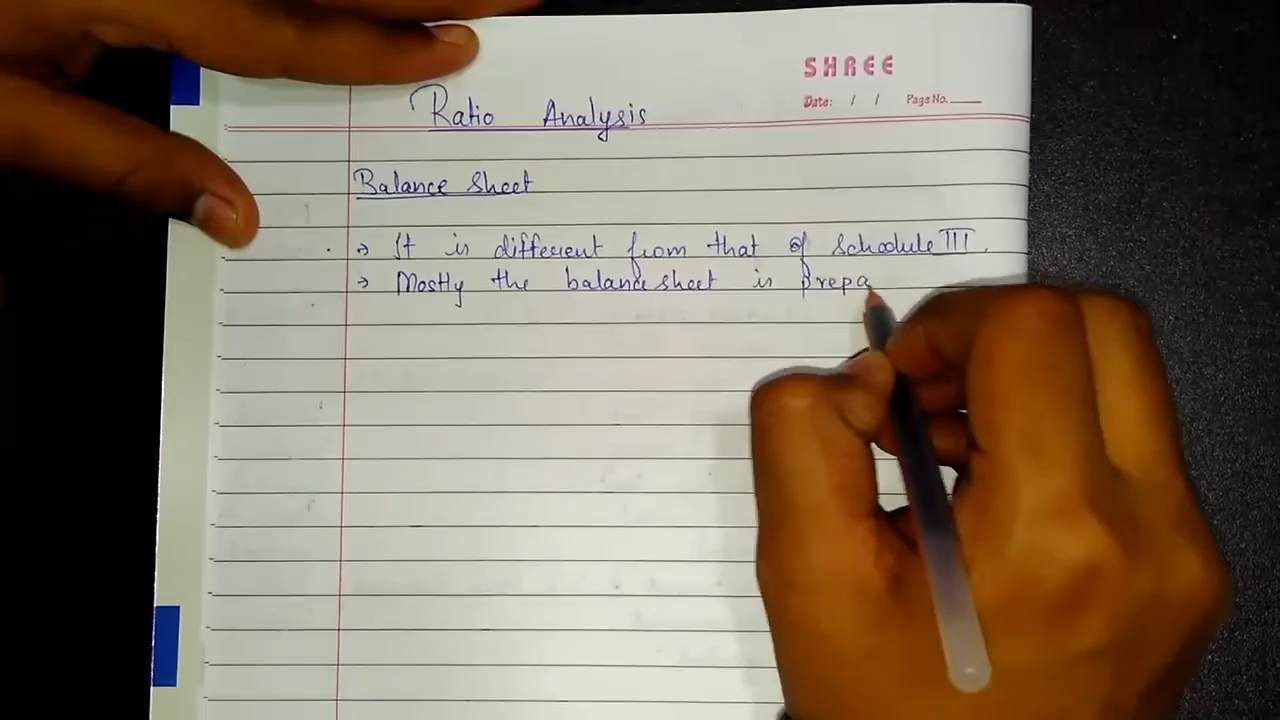 SHREE
Date: / / Page No.
Ratio Analysis
Balance Sheet
→ It is different from that of Schedule III.
→ Mostly the balance sheet is Prepa